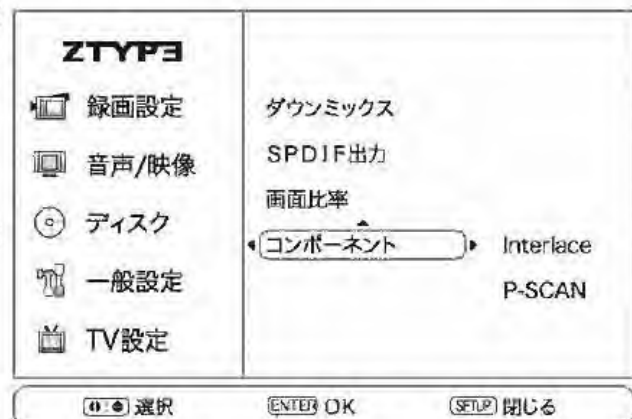 ZTYPE
録画設定
音声/映像
ディスク
一般設定
TV設定
ダウンミックス
SPDIF出力
画面比率
コンポーネント
Interlace
P-SCAN
選択
ENTER OK
SETUP 閉じる